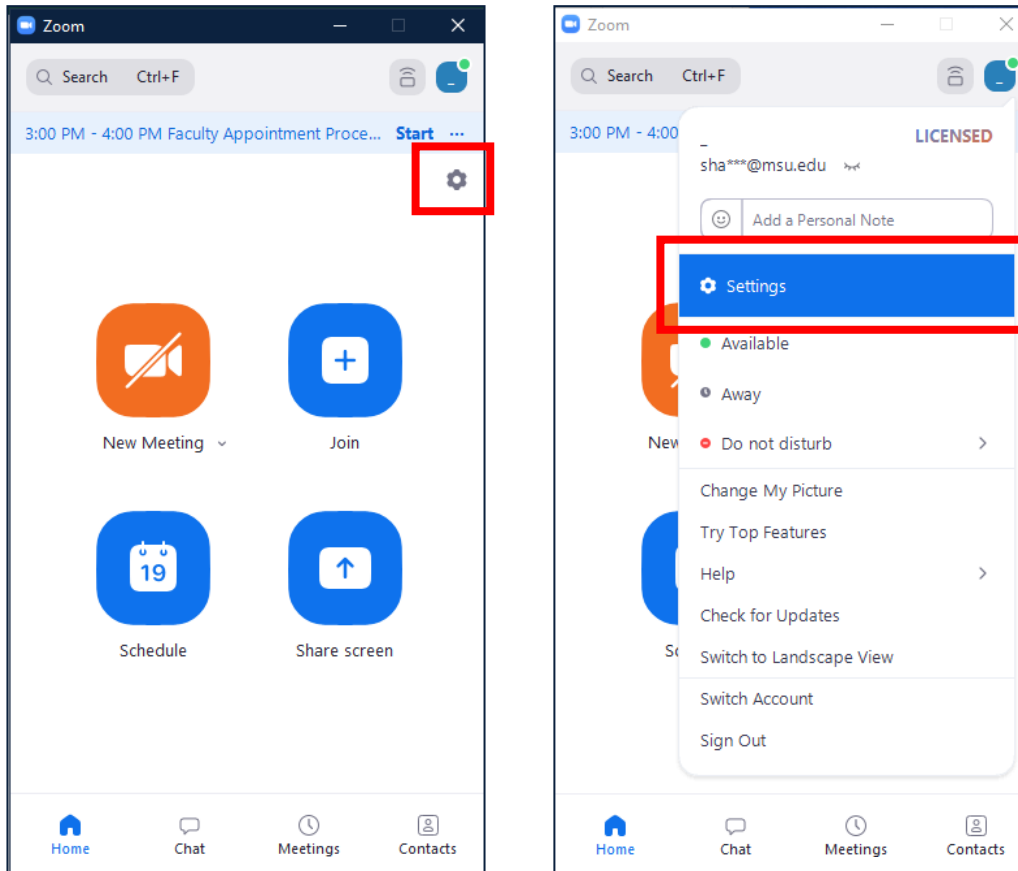 Zoom
Search Ctrl+F
3:00 PM - 4:00 PM Faculty Appointment Proce... Start ...
New Meeting
Join
19
Schedule
Share screen
Home
Chat
Meetings
Contacts
Zoom
Search Ctrl+F
3:00 PM - 4:00
_
LICENSED
sha***@msu.edu
Add a Personal Note
Settings
Available
Away
New
Do not disturb
Change My Picture
Try Top Features
Help
Check for Updates
Sc
Switch to Landscape View
Switch Account
Sign Out
Home
Chat
Meetings
Contacts